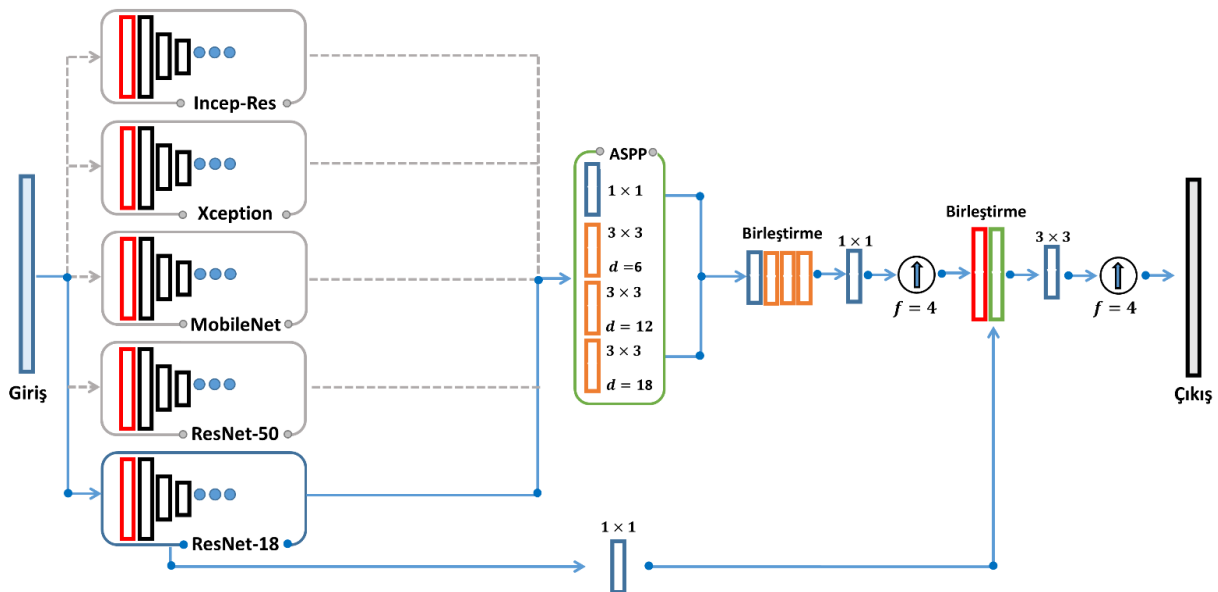 Giriş
Incep-Res
Xception
MobileNet
ResNet-50
ResNet-18
ASPP
1 × 1
3 × 3
d =6
3 × 3
d = 12
3 × 3
d = 18
Birleştirme
1 × 1
f = 4
1 × 1
Birleştirme
3 × 3
f = 4
Çıkış